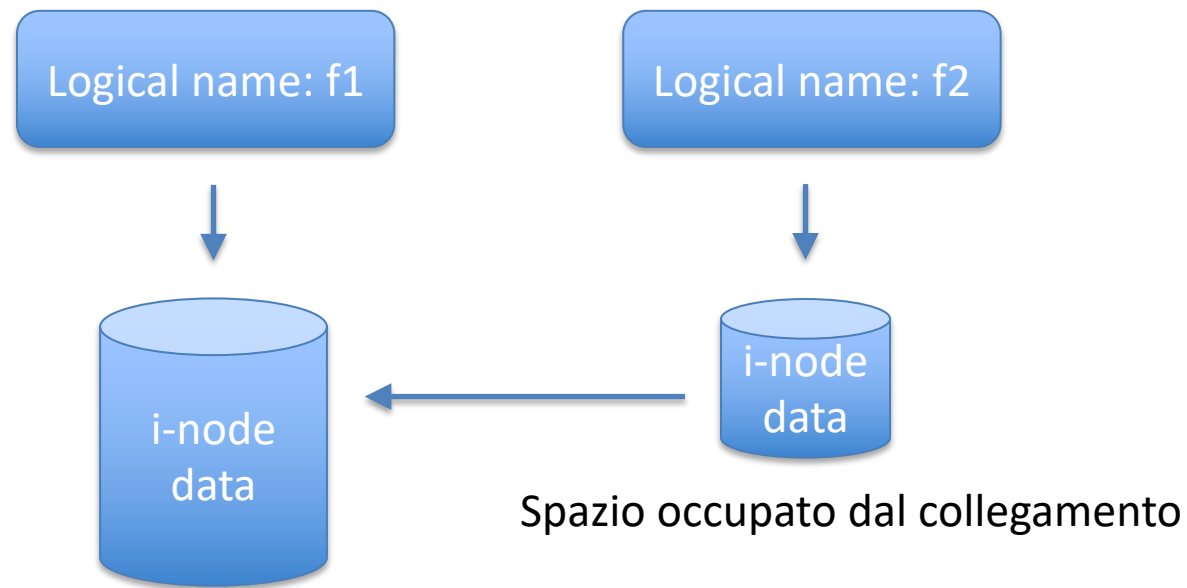 Logical name: f1
Logical name: f2
i-node
data
i-node
data
Spazio occupato dal collegamento